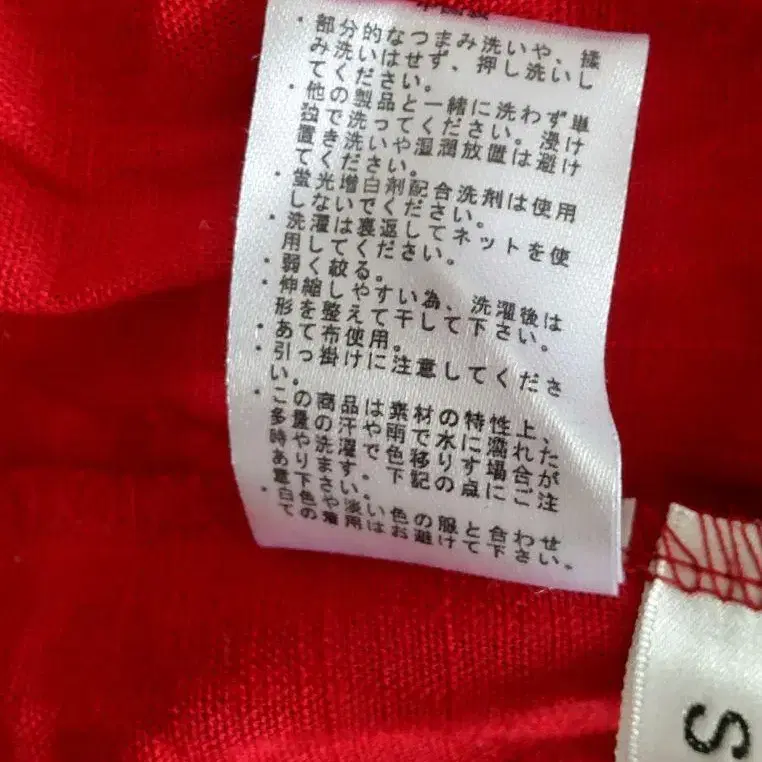 ・部分的なつまみ洗いや、揉
み洗いはせず、押し洗いし
てください。
・他の製品と一緒に洗わず単
独で洗ってください。浸け
置き洗いや湿潤放置は避け
てください。
・蛍光増白剤配合洗剤は使用
しないでください。
・洗濯は裏返してネットを使
用してください。
・弱く絞る。
・伸縮しやすい為、洗濯後は
形を整えて干して下さい。
・あて布使用。
・引っ掛けに注意してくださ
い。
・この商品は素材の特性上、
多量の汗や雨で水に濡れた
時や洗濯で色移りす場合が
あります。下記の点にご注
意下さい。
・白色や淡い色の服と合わせ
ての着用はお避け下さい。
S